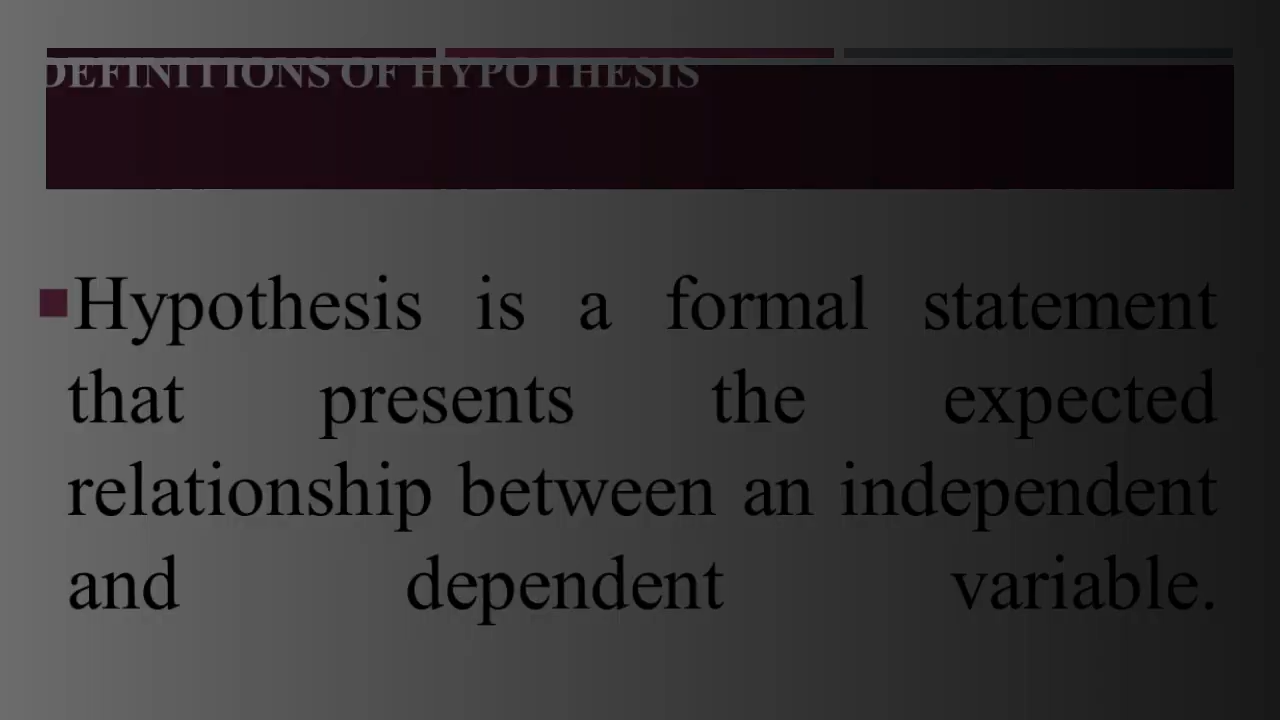 DEFINITIONS OF HYPOTHESIS
Hypothesis is a formal statement
that presents the expected
relationship between an independent
and dependent variable.